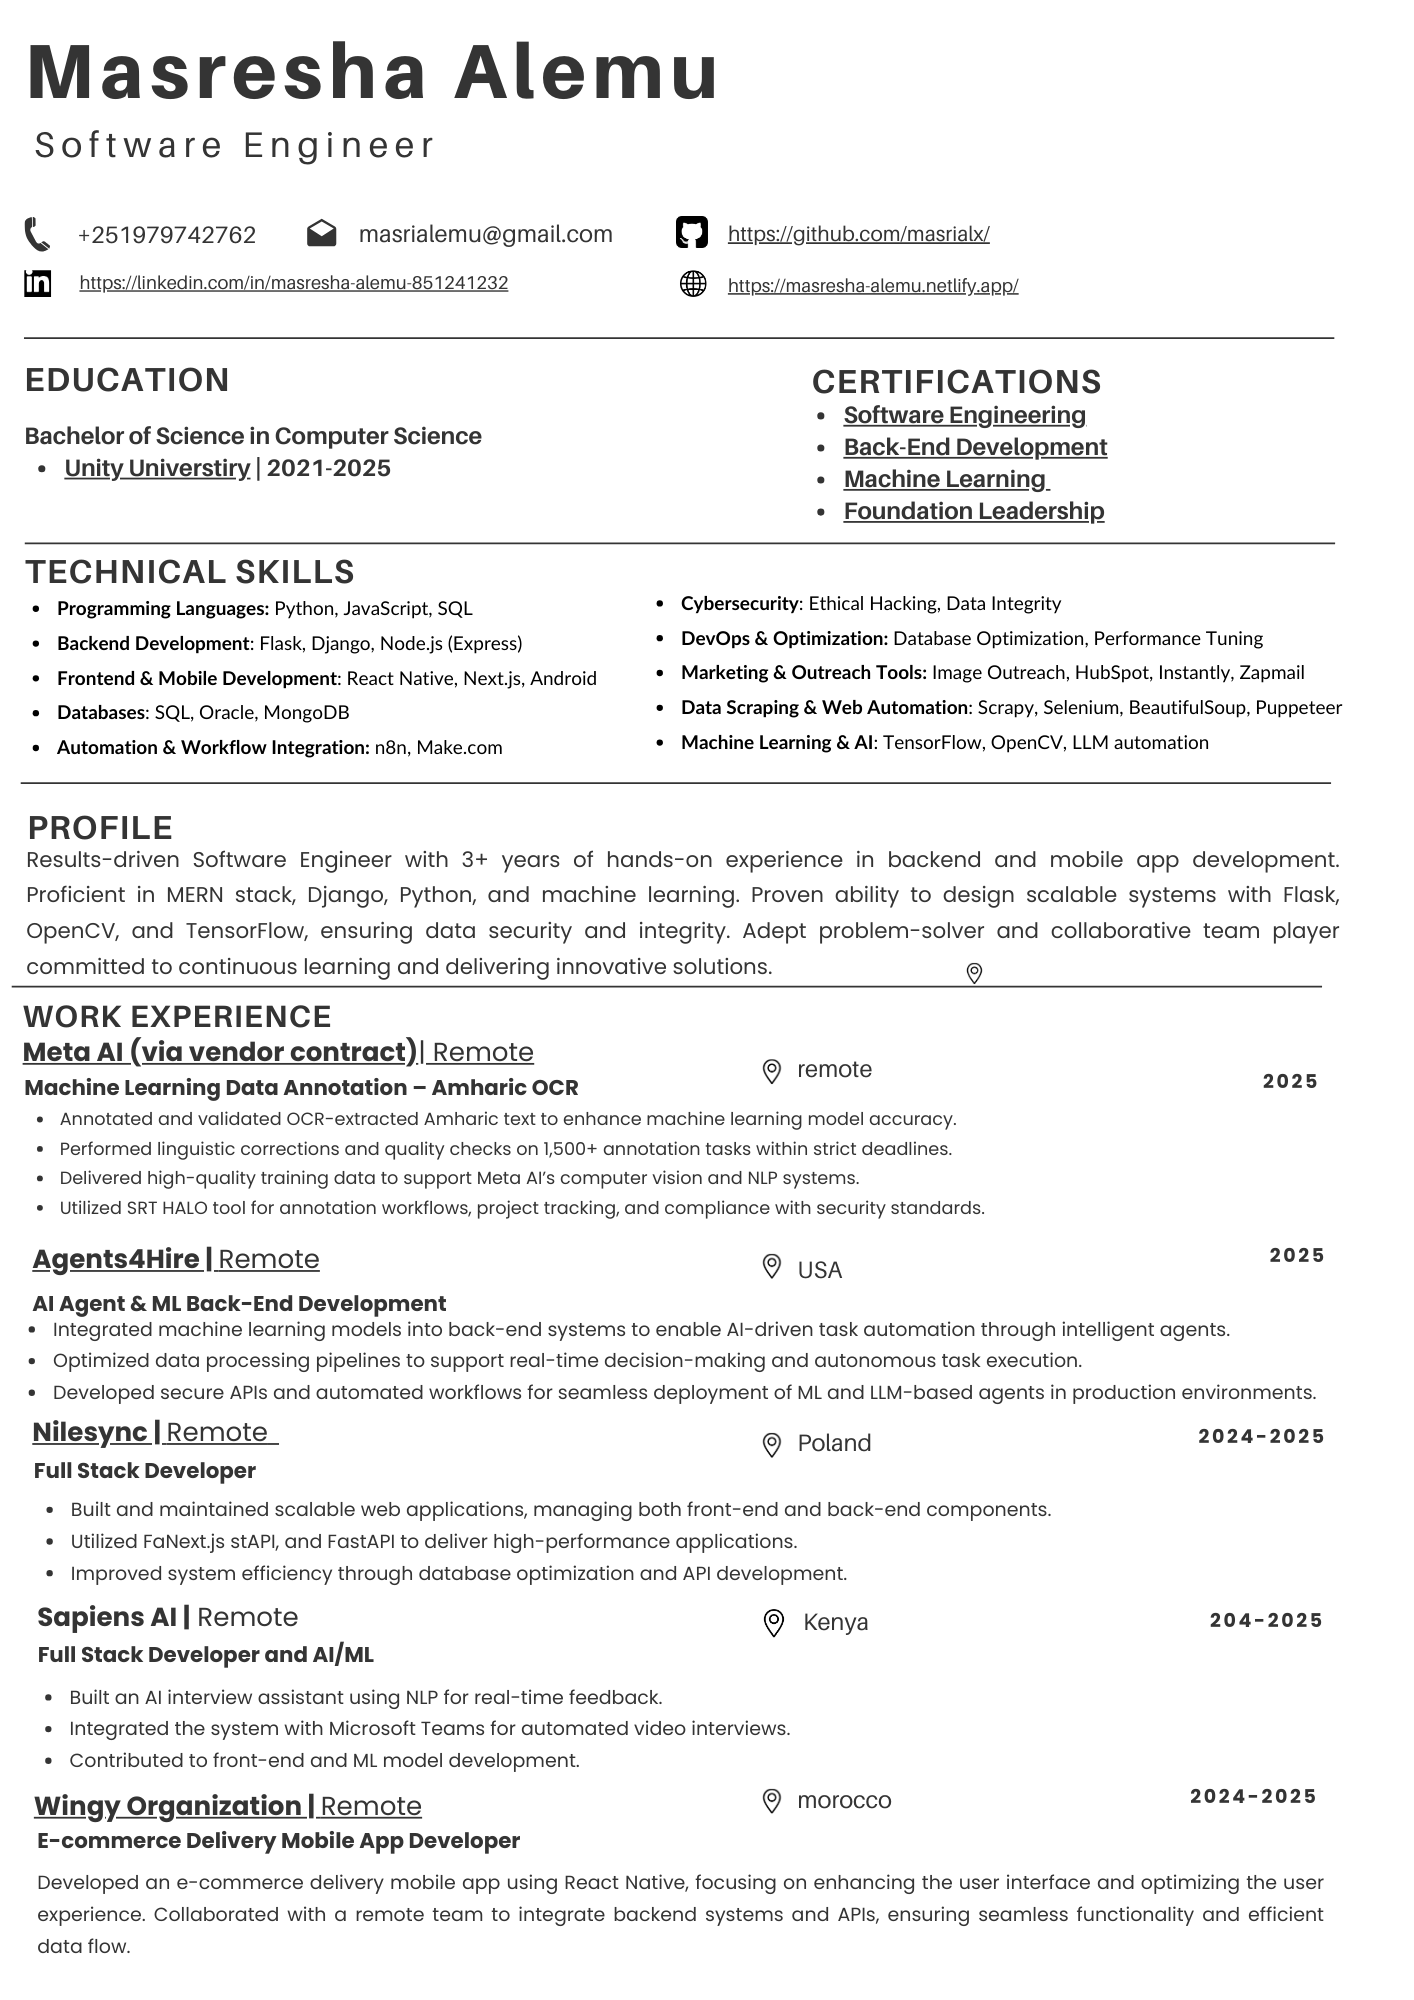 Masresha Alemu
Software Engineer
+251979742762 masrialemu@gmail.com https://github.com/masrialx/
https://linkedin.com/in/masresha-alemu-851241232 https://masresha-alemu.netlify.app/
EDUCATION
Bachelor of Science in Computer Science
• Unity Universtiry | 2021-2025
CERTIFICATIONS
• Software Engineering
• Back-End Development
• Machine Learning
• Foundation Leadership
TECHNICAL SKILLS
• Programming Languages: Python, JavaScript, SQL
• Backend Development: Flask, Django, Node.js (Express)
• Frontend & Mobile Development: React Native, Next.js, Android
• Databases: SQL, Oracle, MongoDB
• Automation & Workflow Integration: n8n, Make.com
• Cybersecurity: Ethical Hacking, Data Integrity
• DevOps & Optimization: Database Optimization, Performance Tuning
• Marketing & Outreach Tools: Image Outreach, HubSpot, Instantly, Zapmail
• Data Scraping & Web Automation: Scrapy, Selenium, BeautifulSoup, Puppeteer
• Machine Learning & AI: TensorFlow, OpenCV, LLM automation
PROFILE
Results-driven Software Engineer with 3+ years of hands-on experience in backend and mobile app development.
Proficient in MERN stack, Django, Python, and machine learning. Proven ability to design scalable systems with Flask,
OpenCV, and TensorFlow, ensuring data security and integrity. Adept problem-solver and collaborative team player
committed to continuous learning and delivering innovative solutions.
WORK EXPERIENCE
Meta AI (via vendor contract)| Remote remote 2025
Machine Learning Data Annotation – Amharic OCR
• Annotated and validated OCR-extracted Amharic text to enhance machine learning model accuracy.
• Performed linguistic corrections and quality checks on 1,500+ annotation tasks within strict deadlines.
• Delivered high-quality training data to support Meta AI’s computer vision and NLP systems.
• Utilized SRT HALO tool for annotation workflows, project tracking, and compliance with security standards.
Agents4Hire | Remote USA 2025
AI Agent & ML Back-End Development
• Integrated machine learning models into back-end systems to enable AI-driven task automation through intelligent agents.
• Optimized data processing pipelines to support real-time decision-making and autonomous task execution.
• Developed secure APIs and automated workflows for seamless deployment of ML and LLM-based agents in production environments.
Nilesync | Remote Poland 2024-2025
Full Stack Developer
• Built and maintained scalable web applications, managing both front-end and back-end components.
• Utilized FaNext.js stAPI, and FastAPI to deliver high-performance applications.
• Improved system efficiency through database optimization and API development.
Sapiens AI | Remote Kenya 204-2025
Full Stack Developer and AI/ML
• Built an AI interview assistant using NLP for real-time feedback.
• Integrated the system with Microsoft Teams for automated video interviews.
• Contributed to front-end and ML model development.
Wingy Organization | Remote morocco 2024-2025
E-commerce Delivery Mobile App Developer
Developed an e-commerce delivery mobile app using React Native, focusing on enhancing the user interface and optimizing the user
experience. Collaborated with a remote team to integrate backend systems and APIs, ensuring seamless functionality and efficient
data flow.